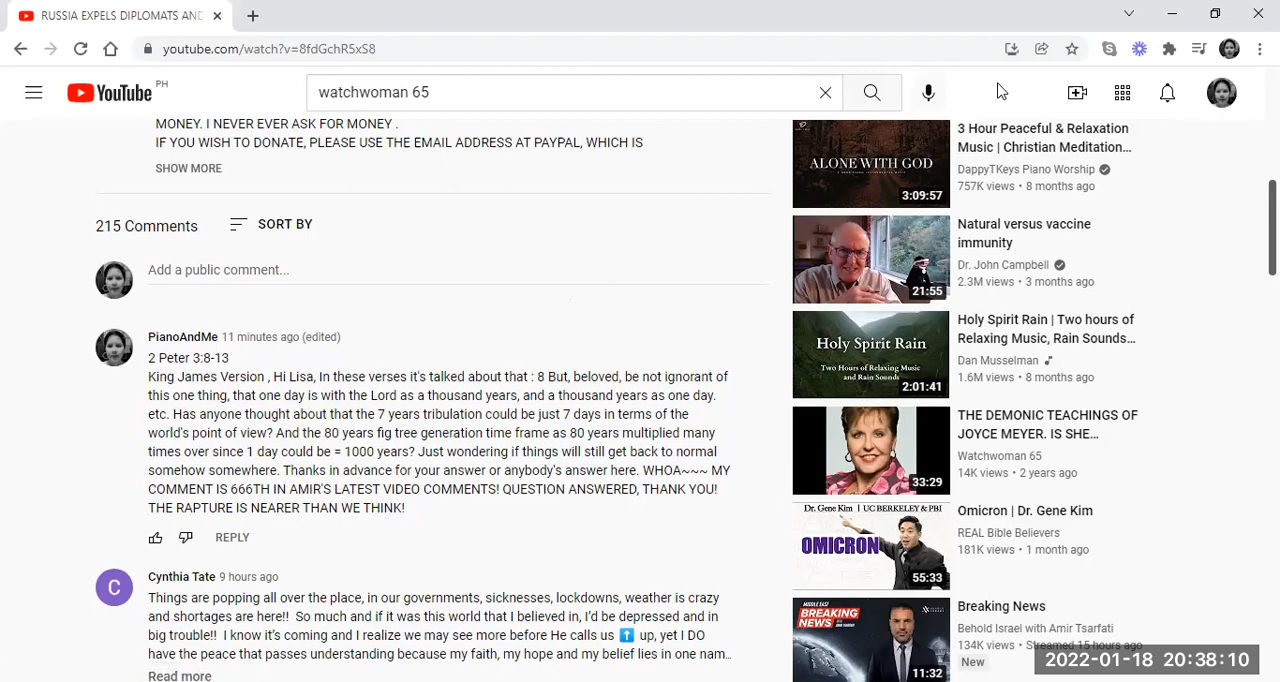 RUSSIA EXPELS DIPLOMATS AND
youtube.com/watch?v=8fdGchR5xS8
YouTube PH
watchwoman 65
MONEY. I NEVER EVER ASK FOR MONEY .
IF YOU WISH TO DONATE, PLEASE USE THE EMAIL ADDRESS AT PAYPAL, WHICH IS
SHOW MORE
215 Comments
SORT BY
Add a public comment...
PianoAndMe 11 minutes ago (edited)
2 Peter 3:8-13
King James Version , Hi Lisa, In these verses it's talked about that : 8 But, beloved, be not ignorant of
this one thing, that one day is with the Lord as a thousand years, and a thousand years as one day.
etc. Has anyone thought about that the 7 years tribulation could be just 7 days in terms of the
world's point of view? And the 80 years fig tree generation time frame as 80 years multiplied many
times over since 1 day could be = 1000 years? Just wondering if things will still get back to normal
somehow somewhere. Thanks in advance for your answer or anybody's answer here. WHOA~~~ MY
COMMENT IS 666TH IN AMIR'S LATEST VIDEO COMMENTS! QUESTION ANSWERED, THANK YOU!
THE RAPTURE IS NEARER THAN WE THINK!
REPLY
C
Cynthia Tate 9 hours ago
Things are popping all over the place, in our governments, sicknesses, lockdowns, weather is crazy
and shortages are here!! So much and if it was this world that I believed in, I'd be depressed and in
big trouble!! I know it's coming and I realize we may see more before He calls us ⬆️ up, yet I DO
have the peace that passes understanding because my faith, my hope and my belief lies in one nam...
Read more
ALONE WITH GOD
3:09:57
3 Hour Peaceful & Relaxation
Music | Christian Meditation...
DappyTKeys Piano Worship
757K views • 8 months ago
21:55
Natural versus vaccine
immunity
Dr. John Campbell
2.3M views • 3 months ago
Holy Spirit Rain
Two Hours of Relaxing Music
and Rain Sounds
2:01:41
Holy Spirit Rain | Two hours of
Relaxing Music, Rain Sounds...
Dan Musselman
1.6M views • 8 months ago
33:29
THE DEMONIC TEACHINGS OF
JOYCE MEYER. IS SHE...
Watchwoman 65
14K views • 2 years ago
Dr. Gene Kim | UC BERKELEY & PBI
OMICRON
55:33
Omicron | Dr. Gene Kim
REAL Bible Believers
181K views • 1 month ago
MIDDLE EAST
BREAKING
NEWS
11:32
Breaking News
Behold Israel with Amir Tsarfati
134K views • Streamed 15 hours ago
New
2022-01-18 20:38:10